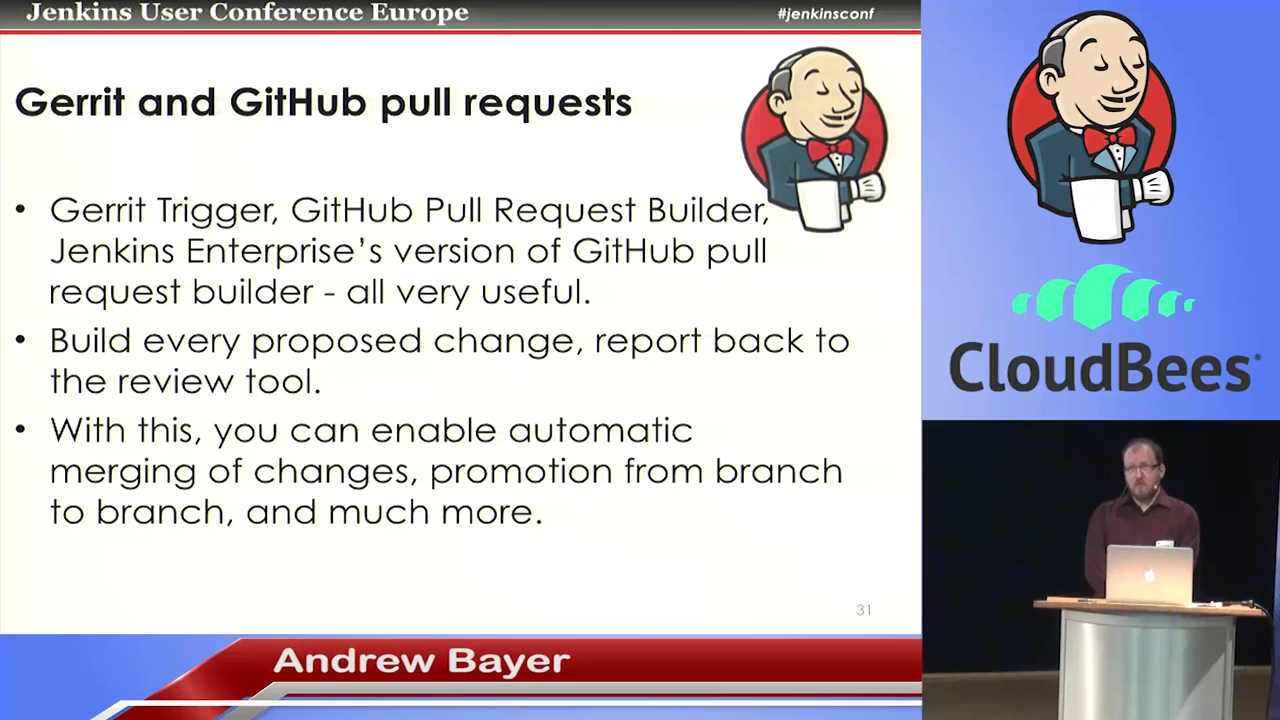 Jenkins User Conference Europe
#jenkinsconf
Gerrit and GitHub pull requests
• Gerrit Trigger, GitHub Pull Request Builder,
Jenkins Enterprise’s version of GitHub pull
request builder - all very useful.
• Build every proposed change, report back to
the review tool.
• With this, you can enable automatic
merging of changes, promotion from branch
to branch, and much more.
31
Andrew Bayer
CloudBees